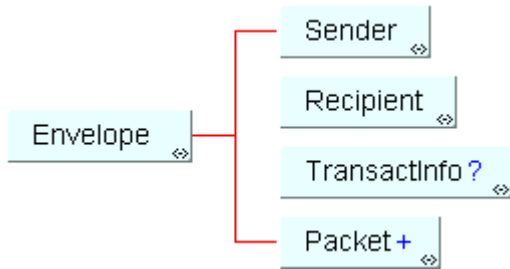 Sender
Recipient
Envelope
TransactInfo?
Packet+